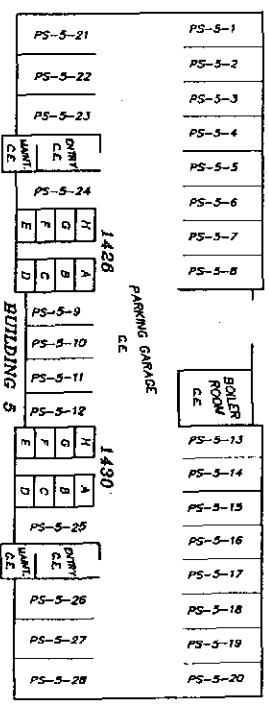 PS-5-21
PS-5-22
PS-5-23
MAINT.
C.E.
ENTRY
C.E.
PS-5-24
E F G H
1428
D C B A
PS-5-9
PS-5-10
PS-5-11
PS-5-12
BUILDING 5
E F G H
1430
D C B A
PS-5-25
MAINT.
C.E.
ENTRY
C.E.
PS-5-26
PS-5-27
PS-5-28
PARKING GARAGE
C.E.
PS-5-1
PS-5-2
PS-5-3
PS-5-4
PS-5-5
PS-5-6
PS-5-7
PS-5-8
BOILER
ROOM
C.E.
PS-5-13
PS-5-14
PS-5-15
PS-5-16
PS-5-17
PS-5-18
PS-5-19
PS-5-20